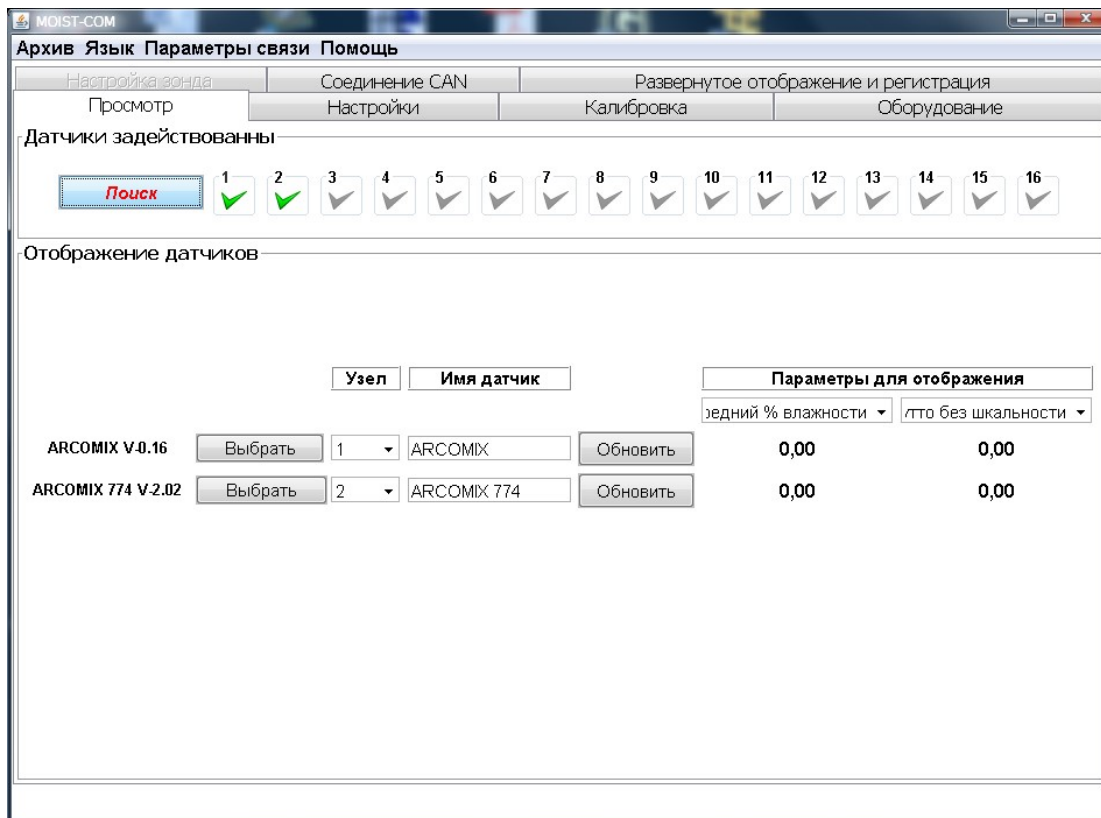 MOIST-COM
Архив Язык Параметры связи Помощь
Настройка зонда Соединение CAN Развернутое отображение и регистрация
Просмотр Настройки Калибровка Оборудование
Датчики задействованны
Поиск 1 2 3 4 5 6 7 8 9 10 11 12 13 14 15 16
Отображение датчиков
Узел Имя датчик Параметры для отображения
% влажности без шкальности
ARCOMIX V-0.16 Выбрать 1 ARCOMIX Обновить 0,00 0,00
ARCOMIX 774 V-2.02 Выбрать 2 ARCOMIX 774 Обновить 0,00 0,00